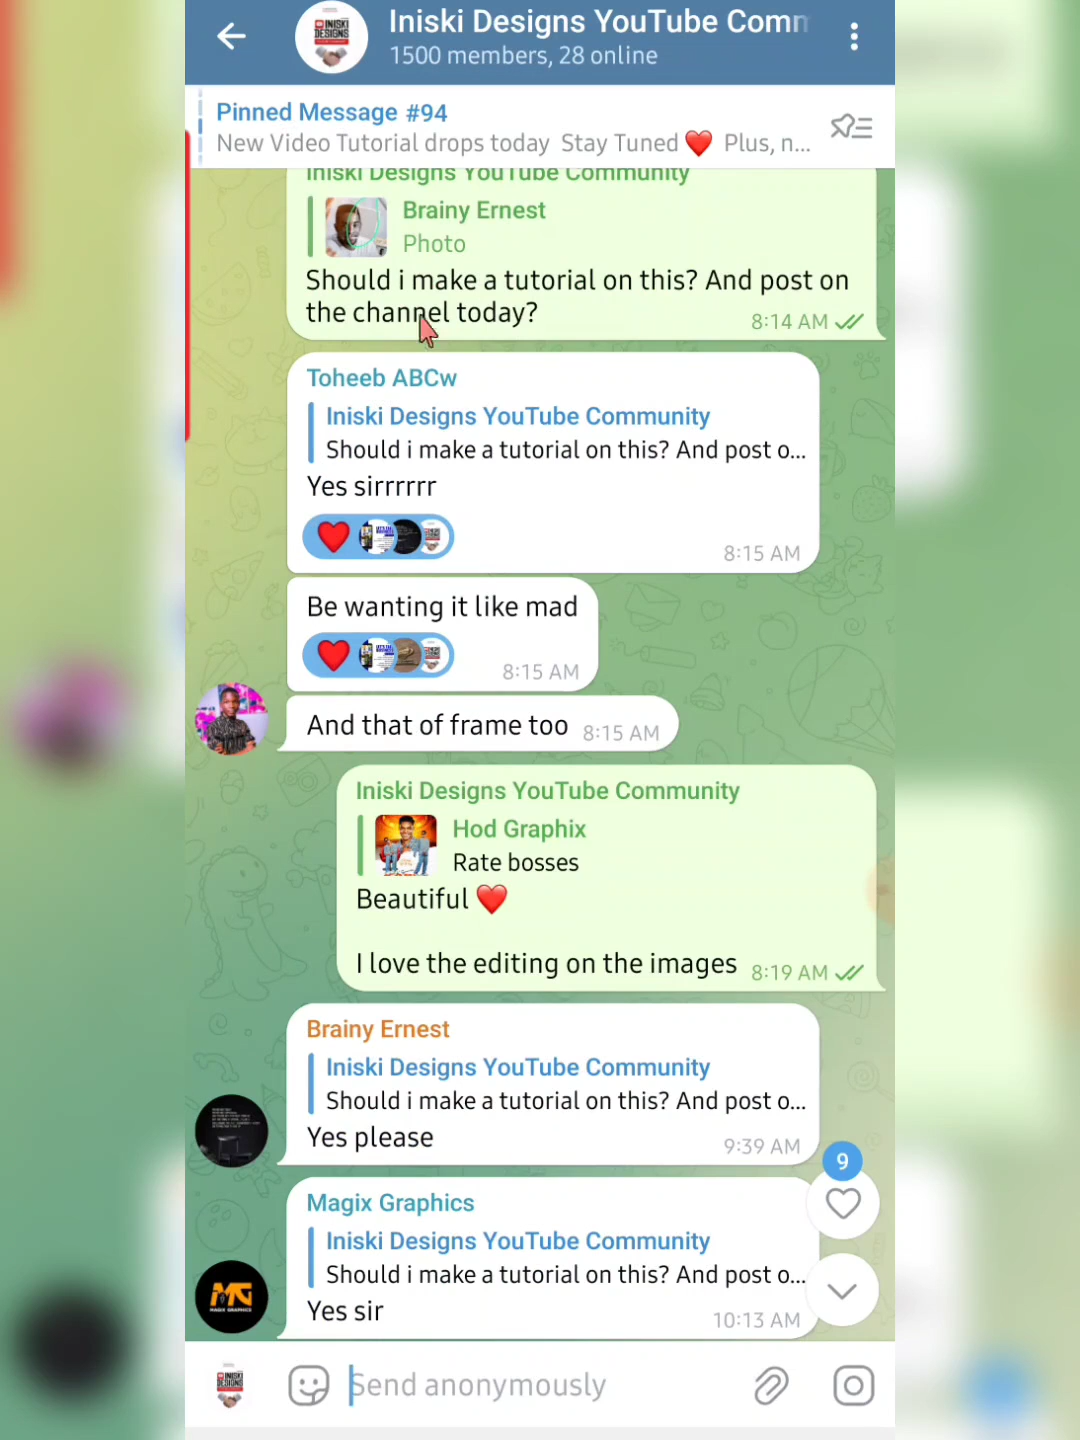 Iniski Designs YouTube Comm
1500 members, 28 online
Pinned Message #94
New Video Tutorial drops today Stay Tuned ❤️ Plus, n...
Iniski Designs YouTube Community
Brainy Ernest
Photo
Should i make a tutorial on this? And post on
the channel today?
8:14 AM
Toheeb ABCw
Iniski Designs YouTube Community
Should i make a tutorial on this? And post o...
Yes sirrrrrr
8:15 AM
Be wanting it like mad
8:15 AM
And that of frame too 8:15 AM
Iniski Designs YouTube Community
Hod Graphix
Rate bosses
Beautiful ❤️
I love the editing on the images 8:19 AM
Brainy Ernest
Iniski Designs YouTube Community
Should i make a tutorial on this? And post o...
Yes please
9:39 AM
9
Magix Graphics
Iniski Designs YouTube Community
Should i make a tutorial on this? And post o...
Yes sir
10:13 AM
MG
MAGIX GRAPHICS
Send anonymously
INISKI
DESIGNS